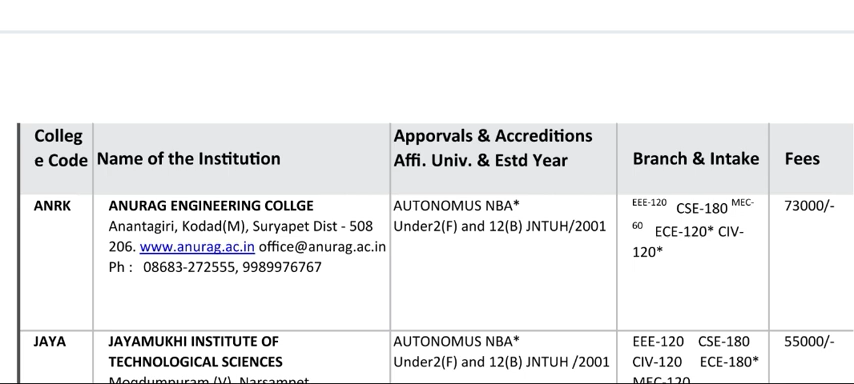 Colleg
e Code
Name of the Institution
Apporvals & Accreditions
Affi. Univ. & Estd Year
Branch & Intake
Fees
ANRK
ANURAG ENGINEERING COLLGE
Anantagiri, Kodad(M), Suryapet Dist - 508
206. www.anurag.ac.in office@anurag.ac.in
Ph : 08683-272555, 9989976767
AUTONOMUS NBA*
Under2(F) and 12(B) JNTUH/2001
EEE-120 CSE-180 MEC-
60 ECE-120* CIV-
120*
73000/-
JAYA
JAYAMUKHI INSTITUTE OF
TECHNOLOGICAL SCIENCES
Mogdumpuram (V), Narsampet
AUTONOMUS NBA*
Under2(F) and 12(B) JNTUH /2001
EEE-120 CSE-180
CIV-120 ECE-180*
MEC-120
55000/-